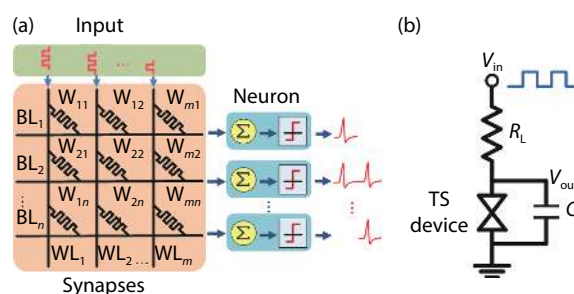 (a)
Input
...
BL1 W11 W12 Wm1
BL2 W21 W22 Wm2
BLn W1n W2n Wmn
WL1 WL2 ... WLm
Synapses
Neuron
Σ
Σ
Σ
(b)
Vin
RL
TS
device
Vou
C